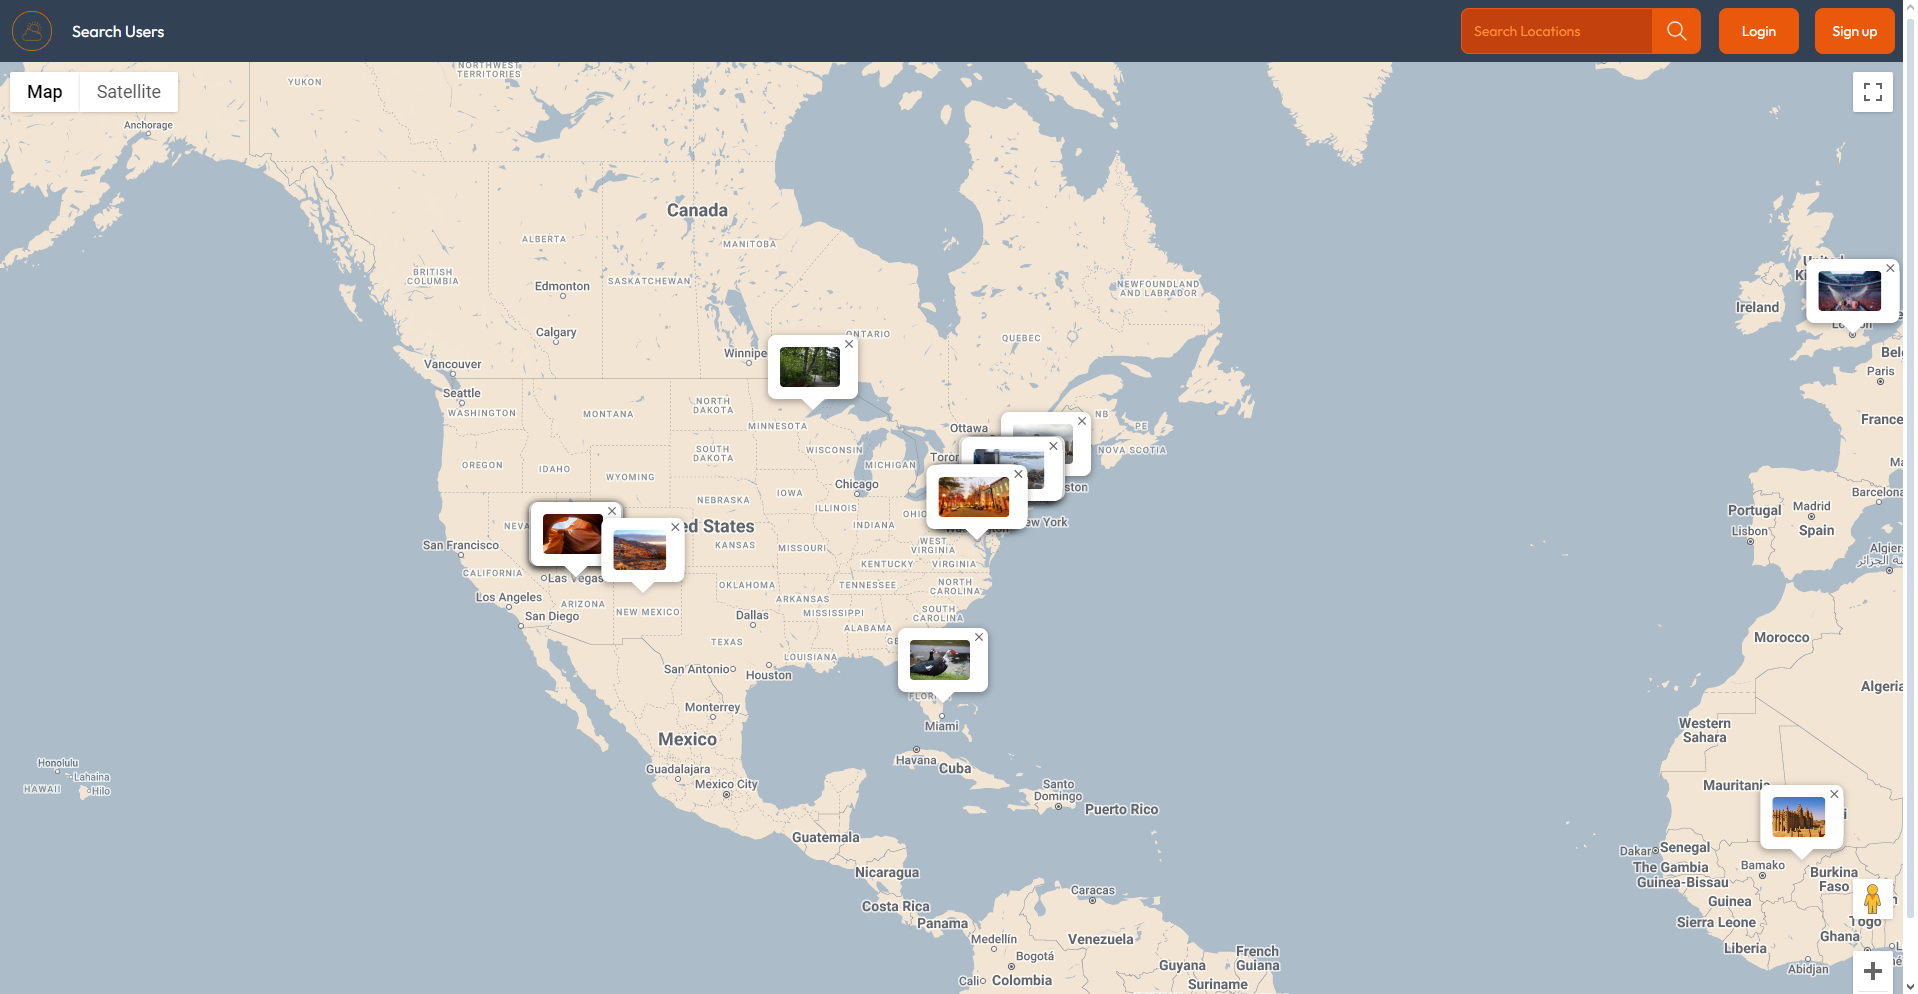 Search Users
Search Locations
Login
Sign up
Map
Satellite
NORTHWEST
TERRITORIES
YUKON
Anchorage
Canada
ALBERTA
MANITOBA
BRITISH
COLUMBIA
Edmonton
SASKATCHEWAN
NEWFOUNDLAND
AND LABRADOR
Ireland
Calgary
ONTARIO
QUEBEC
Winnipe
Vancouver
Bel
Paris
Seattle
WASHINGTON
MONTANA
NORTH
DAKOTA
MINNESOTA
NB
PE
France
Ottawa
Toron
NOVA SCOTIA
OREGON
IDAHO
WYOMING
SOUTH
DAKOTA
WISCONSIN
MICHIGAN
Chicago
ston
Ma
Barcelona
NEBRASKA
IOWA
ILLINOIS
INDIANA
OHIO
ew York
Madrid
Portugal
Lisbon
Spain
NEVA
ed States
San Francisco
KANSAS
MISSOURI
WEST
VIRGINIA
KENTUCKY
VIRGINIA
Algiers
CALIFORNIA
Las Vegas
OKLAHOMA
TENNESSEE
NORTH
CAROLINA
Los Angeles
ARIZONA
NEW MEXICO
ARKANSAS
MISSISSIPPI
SOUTH
CAROLINA
San Diego
Dallas
ALABAMA
GE
TEXAS
LOUISIANA
Morocco
San Antonio
Houston
Algeria
FLOR
Monterrey
Miami
Western
Sahara
Mexico
Havana
Cuba
Honolulu
Lahaina
HAWAII
Hilo
Guadalajara
Mexico City
Santo
Domingo
Puerto Rico
Mauritania
Guatemala
Dakar
Senegal
The Gambia
Guinea-Bissau
Bamako
Burkina
Faso
Nicaragua
Caracas
Guinea
Costa Rica
Panama
Sierra Leone
Togo
Medellín
Venezuela
Liberia
Ghana
Bogotá
French
Guiana
Abidjan
Cali
Colombia
Guyana
Suriname